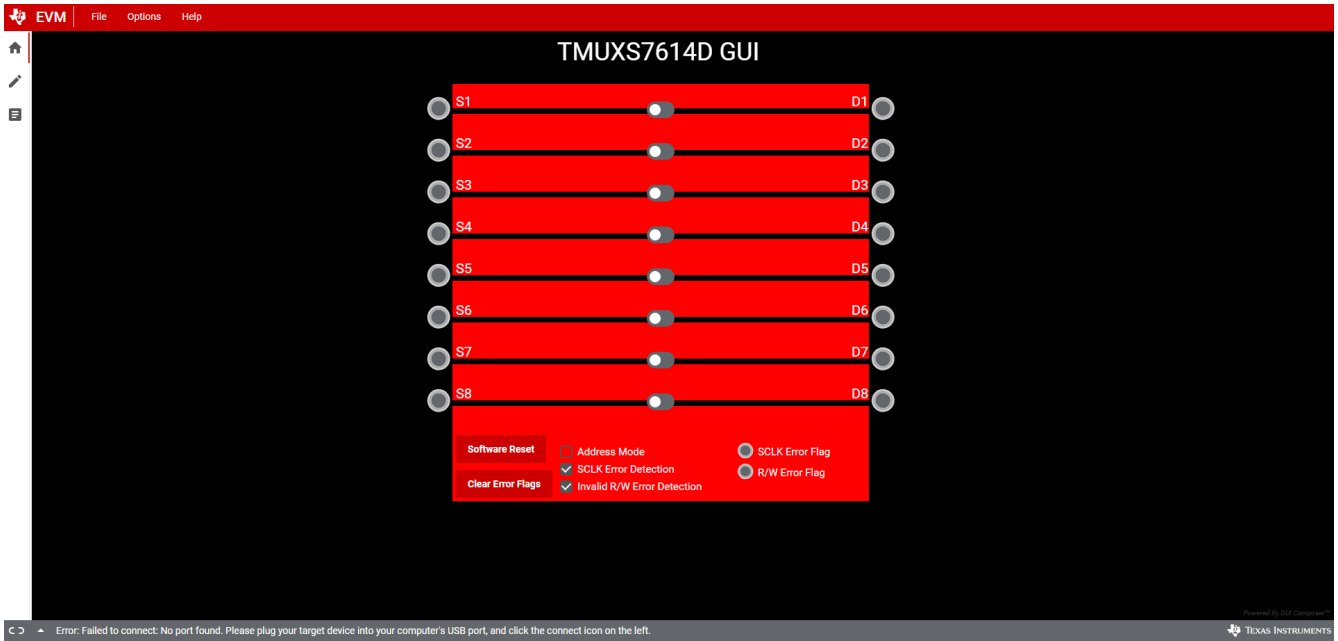 EVM File Options Help
TMUXS7614D GUI
S1 D1
S2 D2
S3 D3
S4 D4
S5 D5
S6 D6
S7 D7
S8 D8
Software Reset
Clear Error Flags
Address Mode
SCLK Error Detection
Invalid R/W Error Detection
SCLK Error Flag
R/W Error Flag
Powered By GUI Composer™
Error: Failed to connect: No port found. Please plug your target device into your computer's USB port, and click the connect icon on the left.
TEXAS INSTRUMENTS